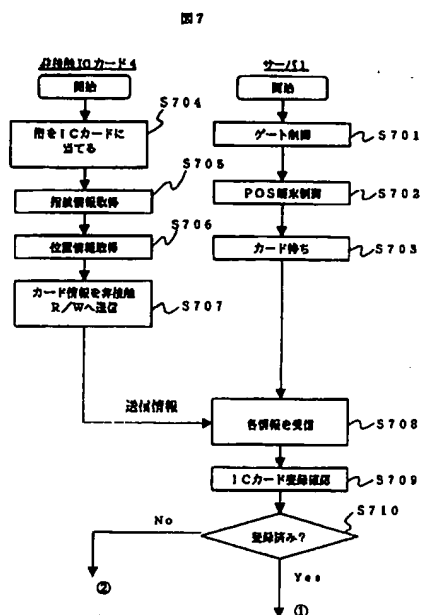 図7
非接触ICカード4
開始
指をICカードに
当てる
S704
指紋情報取得
S705
位置情報取得
S706
カード情報を非接触
R/Wへ送信
S707
送信情報
サーバ1
開始
ゲート制御
S701
POS端末制御
S702
カード待ち
S703
各情報を受信
S708
ICカード登録確認
S709
登録済み?
S710
No
②
Yes
①